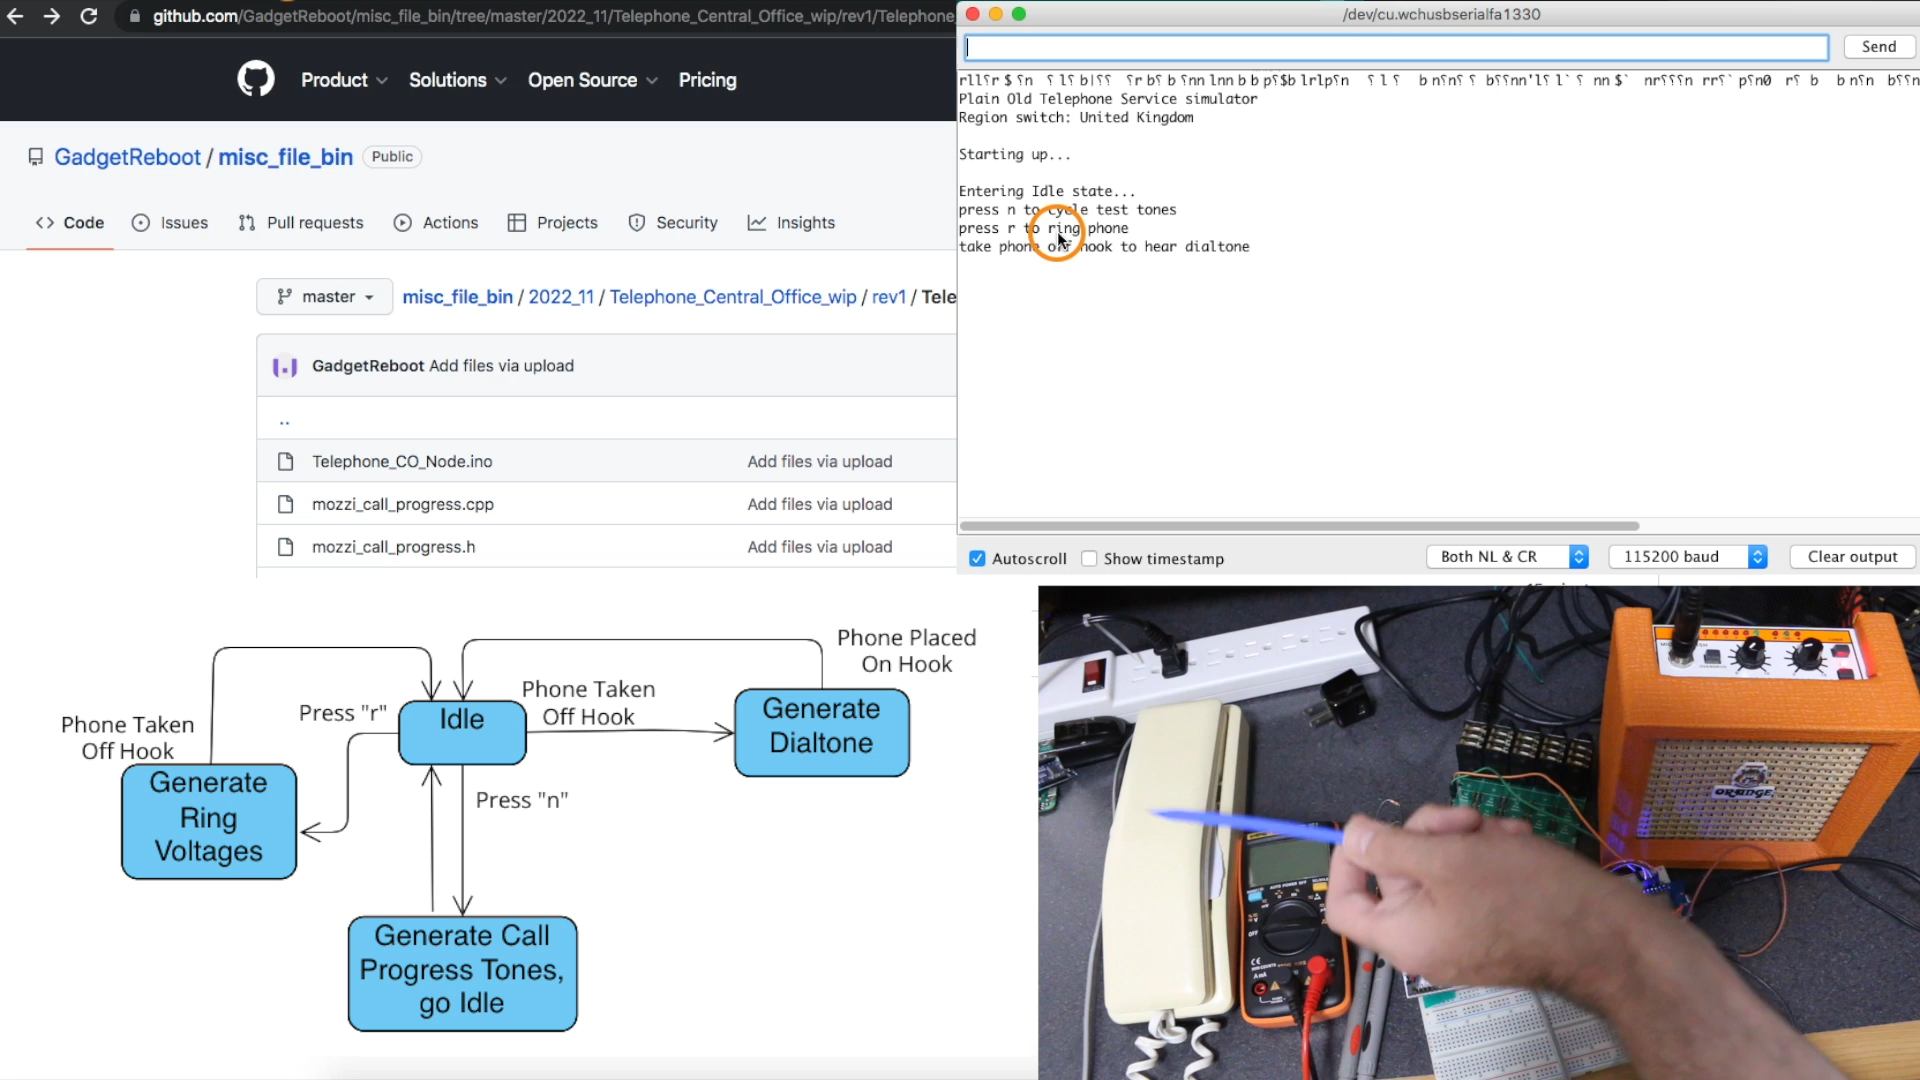 github.com/GadgetReboot/misc_file_bin/tree/master/2022_11/Telephone_Central_Office_wip/rev1/Telephone
Product
Solutions
Open Source
Pricing
GadgetReboot / misc_file_bin
Public
Code
Issues
Pull requests
Actions
Projects
Security
Insights
master
misc_file_bin / 2022_11 / Telephone_Central_Office_wip / rev1 / Tele
GadgetReboot Add files via upload
..
Telephone_CO_Node.ino
Add files via upload
mozzi_call_progress.cpp
Add files via upload
mozzi_call_progress.h
Add files via upload
/dev/cu.wchusbserialfa1330
Send
Plain Old Telephone Service simulator
Region switch: United Kingdom
Starting up...
Entering Idle state...
press n to cycle test tones
press r to ring phone
take phone off hook to hear dialtone
Autoscroll
Show timestamp
Both NL & CR
115200 baud
Clear output
Phone Placed
On Hook
Phone Taken
Off Hook
Press "r"
Idle
Generate
Dialtone
Phone Taken
Off Hook
Generate
Ring
Voltages
Press "n"
Generate Call
Progress Tones,
go Idle
ORANGE
OFF